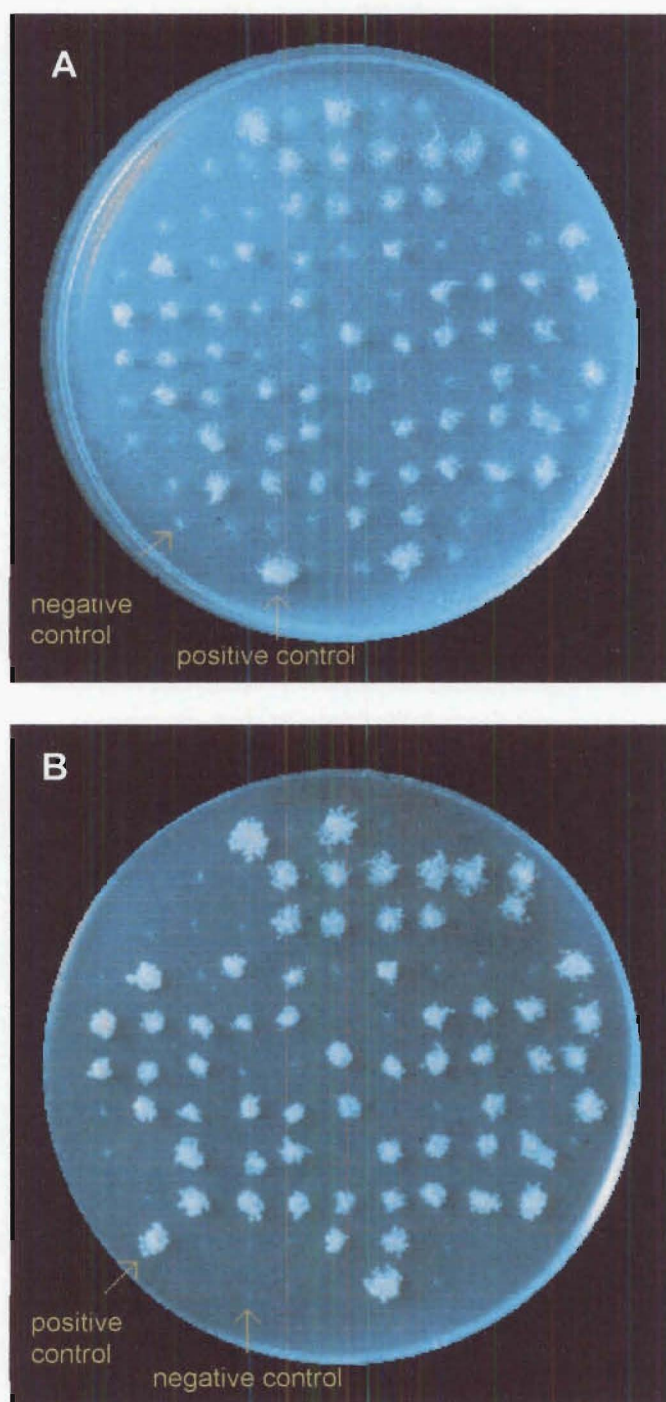 A
negative
control
positive control
B
positive
control
negative control